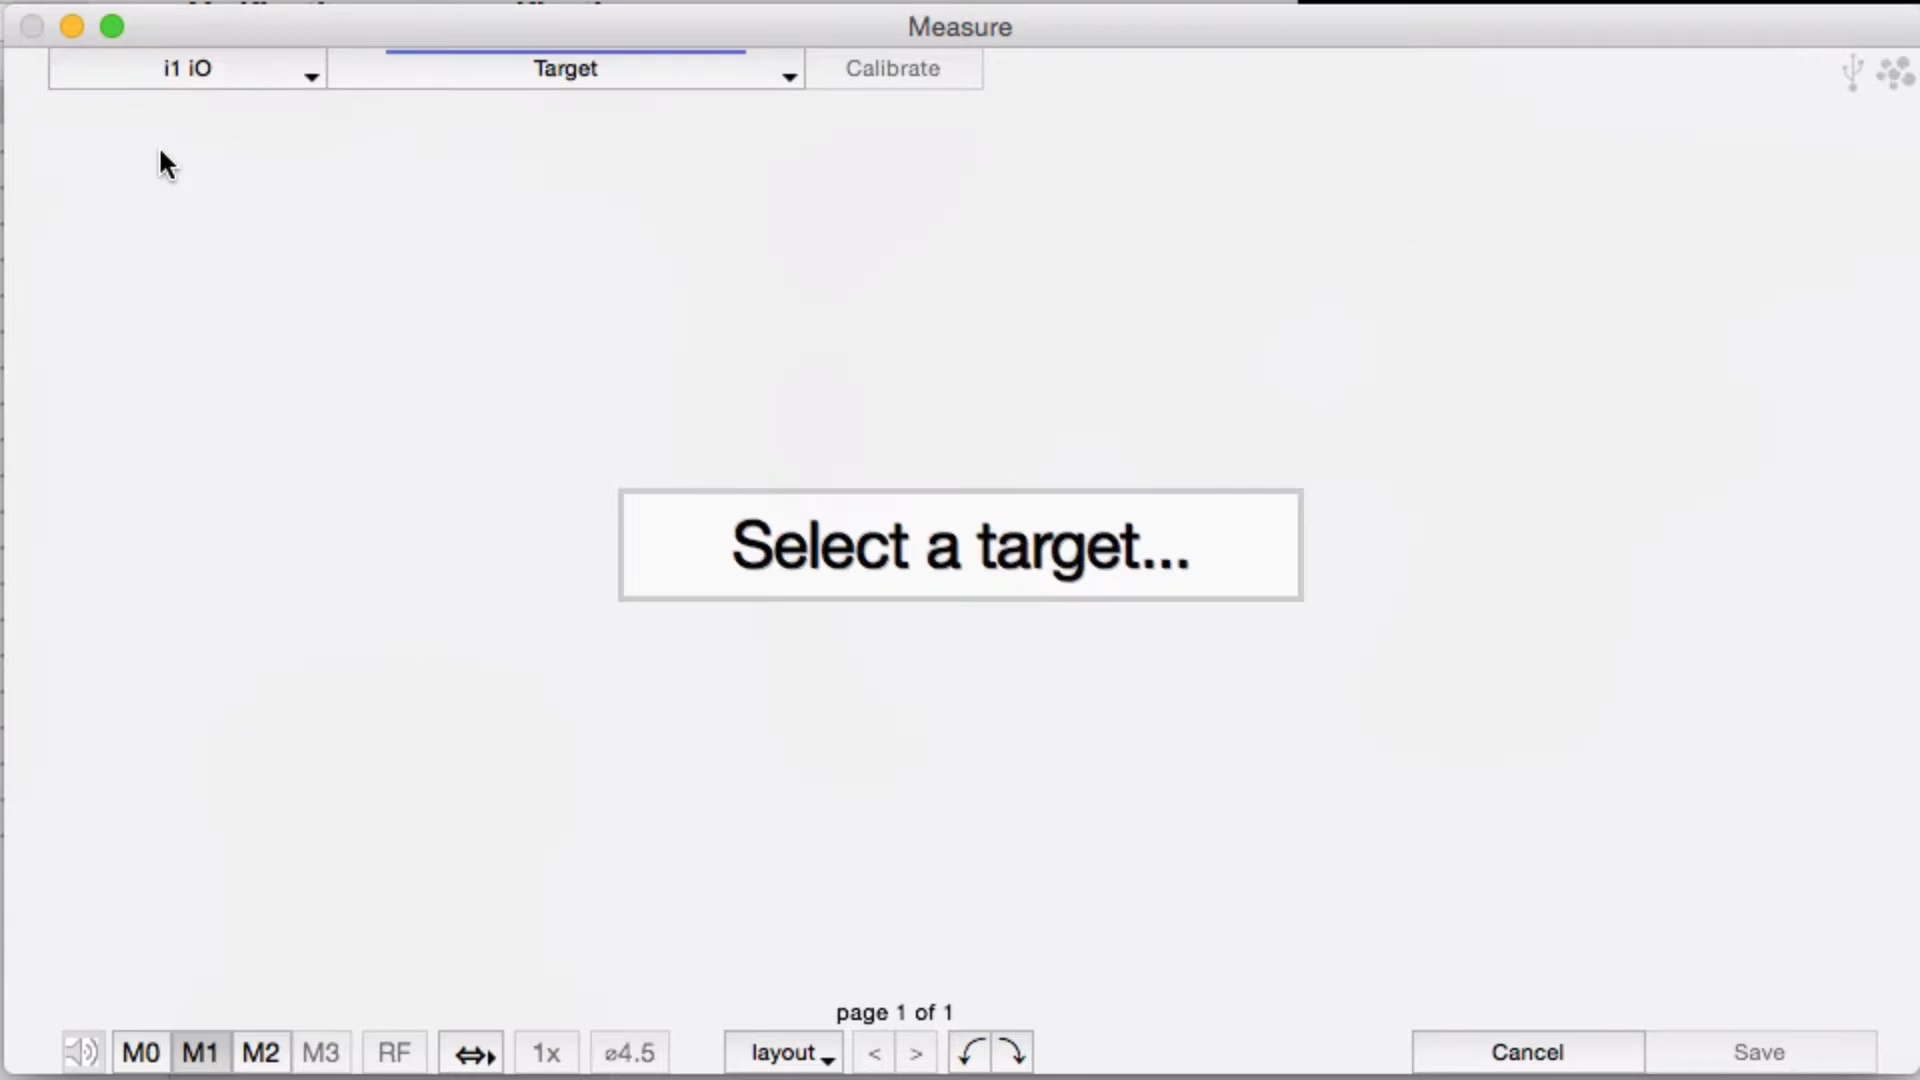 Measure
i1 iO Target Calibrate
Select a target...
page 1 of 1
M0 M1 M2 M3 RF 1x ⌀4.5 layout < > Cancel Save